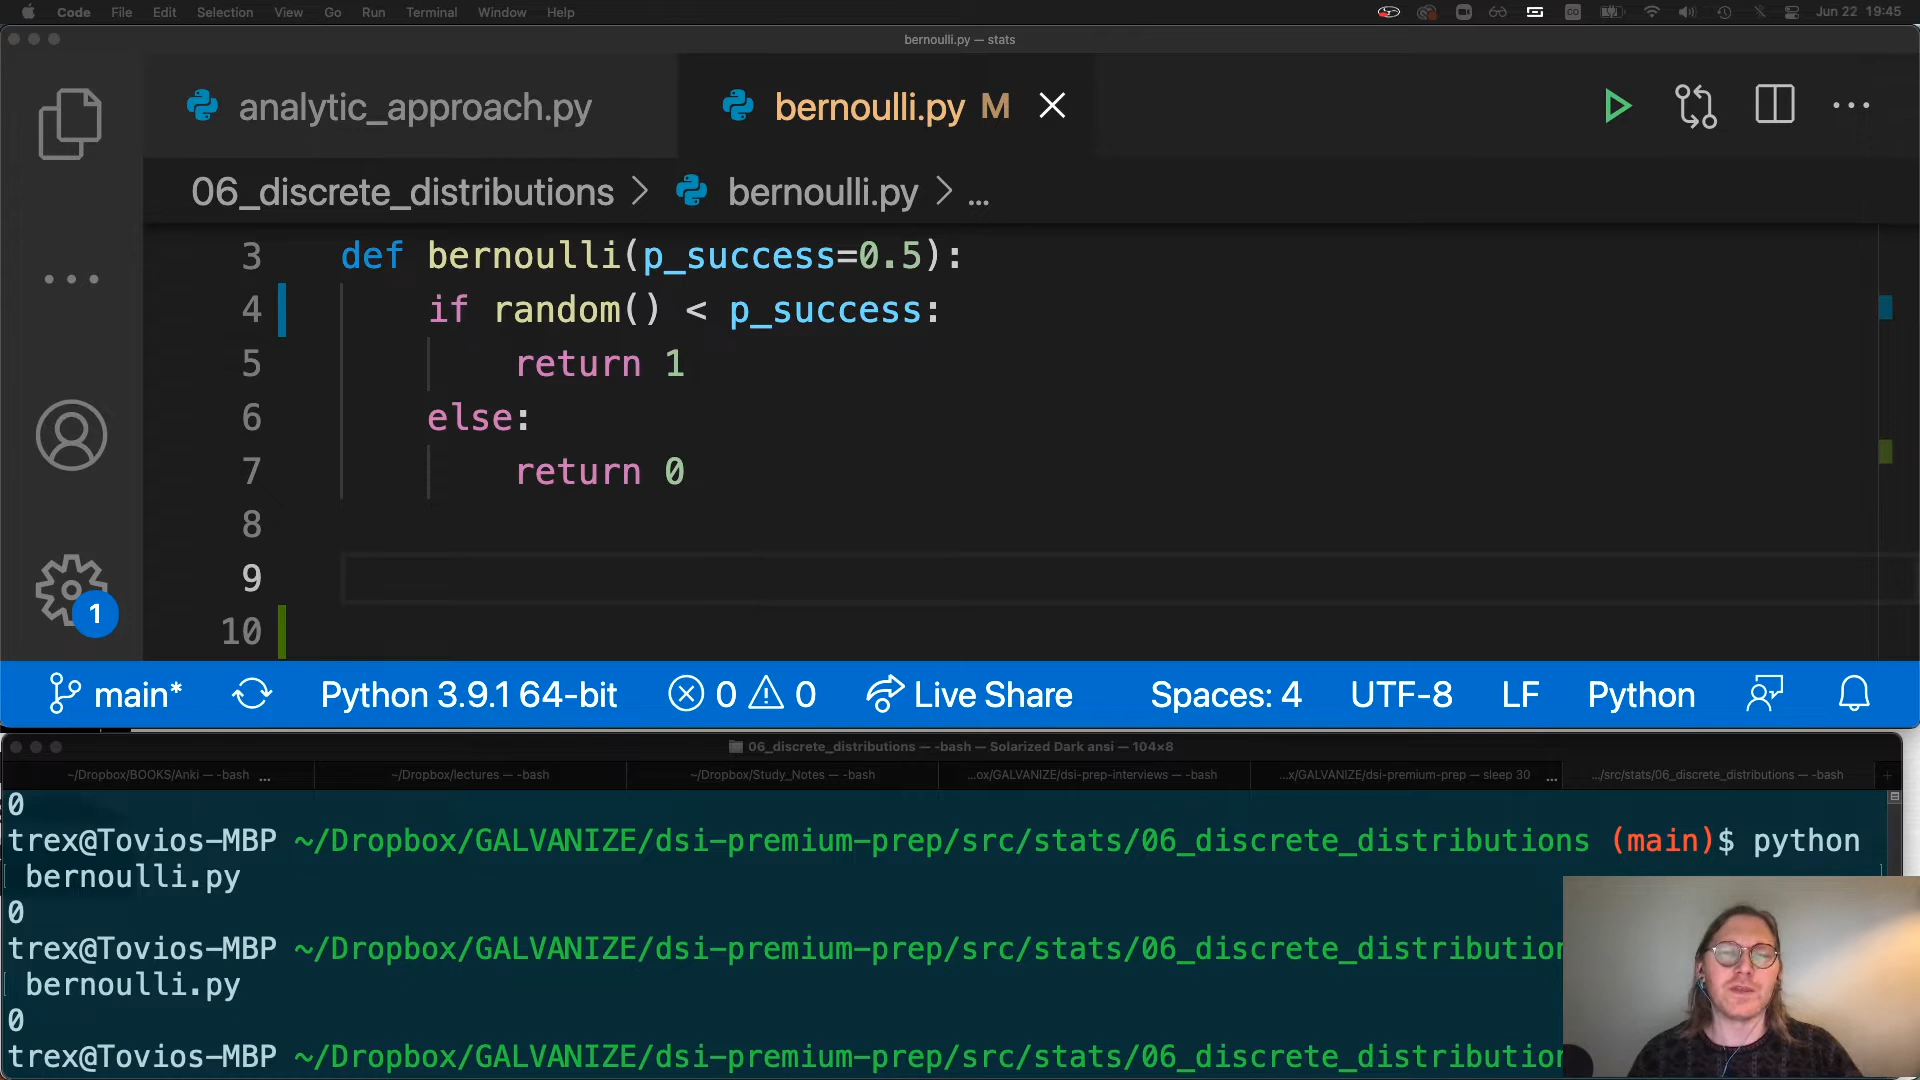 Code File Edit Selection View Go Run Terminal Window Help Jun 22 19:45
bernoulli.py — stats
analytic_approach.py bernoulli.py M
06_discrete_distributions > bernoulli.py > ...
3 def bernoulli(p_success=0.5):
4 if random() < p_success:
5 return 1
6 else:
7 return 0
8
9
10
1
main* Python 3.9.1 64-bit 0 0 Live Share Spaces: 4 UTF-8 LF Python
06_discrete_distributions — -bash — Solarized Dark ansi — 104×8
~/Dropbox/BOOKS/Anki — -bash ... ~/Dropbox/lectures — -bash ~/Dropbox/Study_Notes — -bash ...ox/GALVANIZE/dsi-prep-interviews — -bash ...x/GALVANIZE/dsi-premium-prep — sleep 30 ... .../src/stats/06_discrete_distributions — -bash
0
trex@Tovios-MBP ~/Dropbox/GALVANIZE/dsi-premium-prep/src/stats/06_discrete_distributions (main)$ python
bernoulli.py
0
trex@Tovios-MBP ~/Dropbox/GALVANIZE/dsi-premium-prep/src/stats/06_discrete_distribution
bernoulli.py
0
trex@Tovios-MBP ~/Dropbox/GALVANIZE/dsi-premium-prep/src/stats/06_discrete_distribution